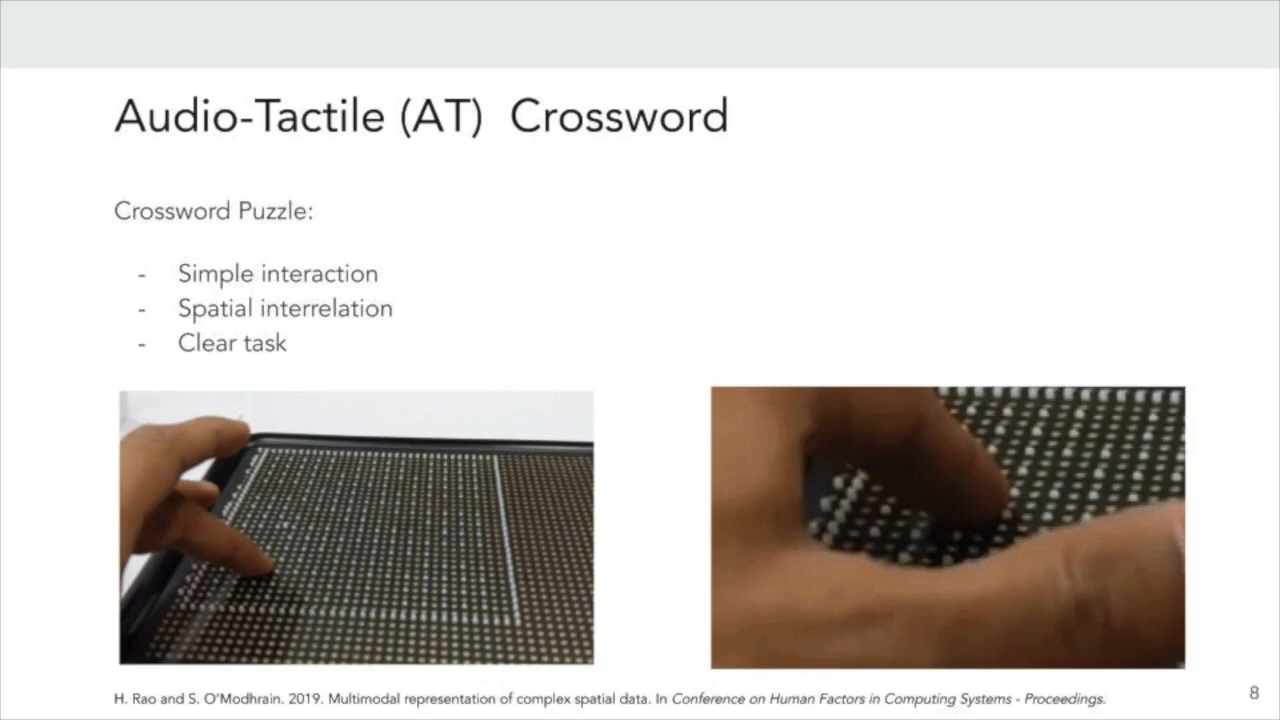 Audio-Tactile (AT) Crossword
Crossword Puzzle:
- Simple interaction
- Spatial interrelation
- Clear task
H. Rao and S. O'Modhrain. 2019. Multimodal representation of complex spatial data. In Conference on Human Factors in Computing Systems - Proceedings.
8